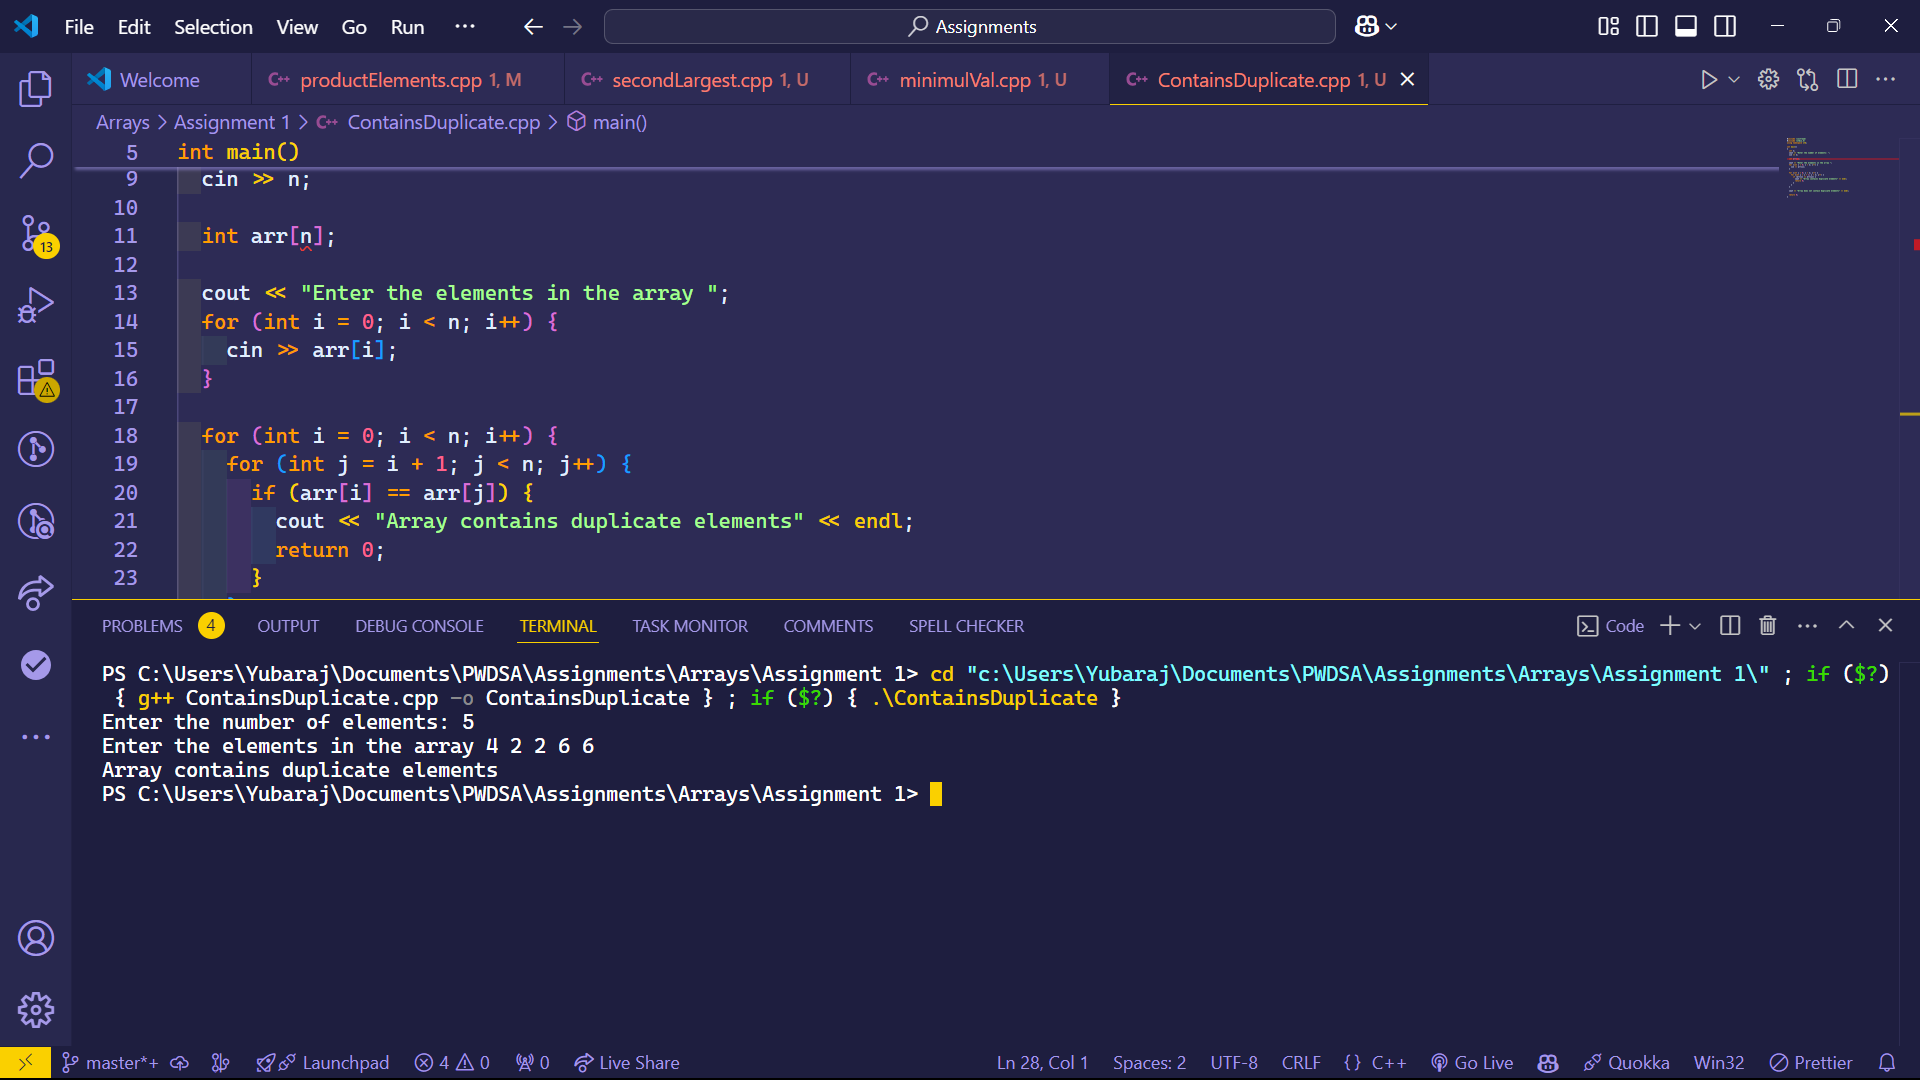 File Edit Selection View Go Run ··· Assignments
Welcome productElements.cpp 1, M secondLargest.cpp 1, U minimulVal.cpp 1, U ContainsDuplicate.cpp 1, U
Arrays > Assignment 1 > ContainsDuplicate.cpp > main()
5 int main()
9 cin >> n;
10
11 int arr[n];
12
13 cout << "Enter the elements in the array ";
14 for (int i = 0; i < n; i++) {
15 cin >> arr[i];
16 }
17
18 for (int i = 0; i < n; i++) {
19 for (int j = i + 1; j < n; j++) {
20 if (arr[i] == arr[j]) {
21 cout << "Array contains duplicate elements" << endl;
22 return 0;
23 }
13
PROBLEMS 4 OUTPUT DEBUG CONSOLE TERMINAL TASK MONITOR COMMENTS SPELL CHECKER Code
PS C:\Users\Yubaraj\Documents\PWDSA\Assignments\Arrays\Assignment 1> cd "c:\Users\Yubaraj\Documents\PWDSA\Assignments\Arrays\Assignment 1\" ; if ($?)
{ g++ ContainsDuplicate.cpp -o ContainsDuplicate } ; if ($?) { .\ContainsDuplicate }
Enter the number of elements: 5
Enter the elements in the array 4 2 2 6 6
Array contains duplicate elements
PS C:\Users\Yubaraj\Documents\PWDSA\Assignments\Arrays\Assignment 1>
master*+ Launchpad 4 0 0 Live Share Ln 28, Col 1 Spaces: 2 UTF-8 CRLF {} C++ Go Live Quokka Win32 Prettier